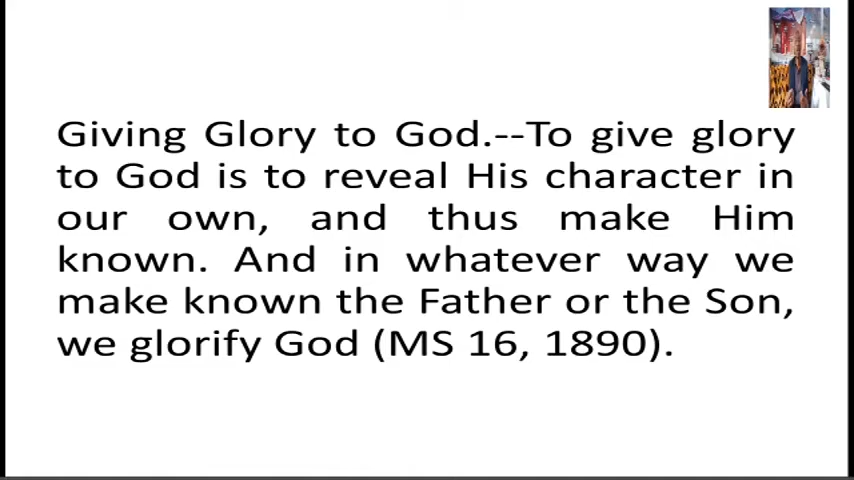 Giving Glory to God.--To give glory
to God is to reveal His character in
our own, and thus make Him
known. And in whatever way we
make known the Father or the Son,
we glorify God (MS 16, 1890).